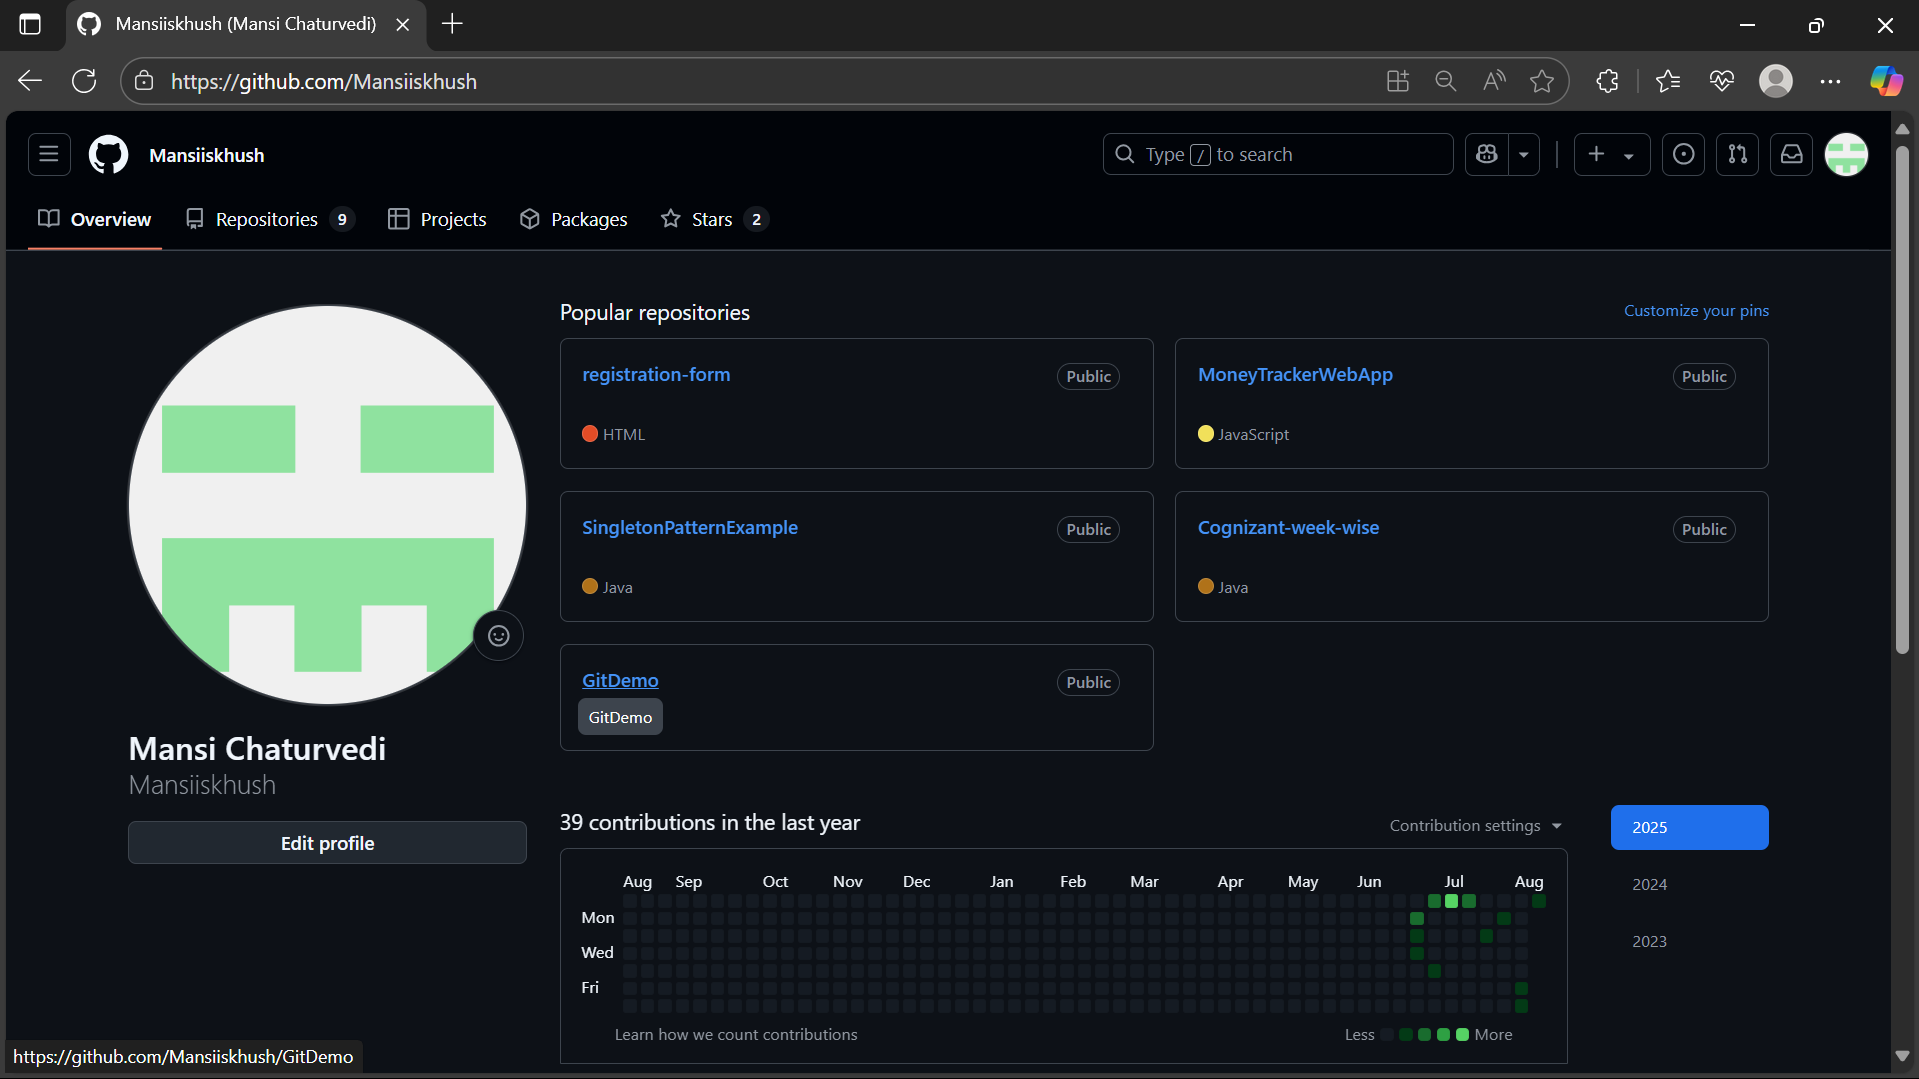 Mansiiskhush (Mansi Chaturvedi)
https://github.com/Mansiiskhush
Mansiiskhush
Type / to search
Overview
Repositories 9
Projects
Packages
Stars 2
Popular repositories
Customize your pins
registration-form
Public
HTML
MoneyTrackerWebApp
Public
JavaScript
SingletonPatternExample
Public
Java
Cognizant-week-wise
Public
Java
GitDemo
Public
GitDemo
Mansi Chaturvedi
Mansiiskhush
Edit profile
39 contributions in the last year
Contribution settings
2025
2024
2023
Aug Sep Oct Nov Dec Jan Feb Mar Apr May Jun Jul Aug
Mon
Wed
Fri
Learn how we count contributions
Less
More
https://github.com/Mansiiskhush/GitDemo